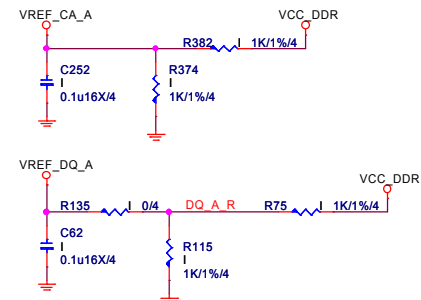 VREF_CA_A
VCC_DDR
R382 I 1K/1%/4
C252
I
0.1u16X/4
R374
I
1K/1%/4
VREF_DQ_A
VCC_DDR
R135 I 0/4 DQ_A_R R75 I 1K/1%/4
C62
I
0.1u16X/4
R115
I
1K/1%/4